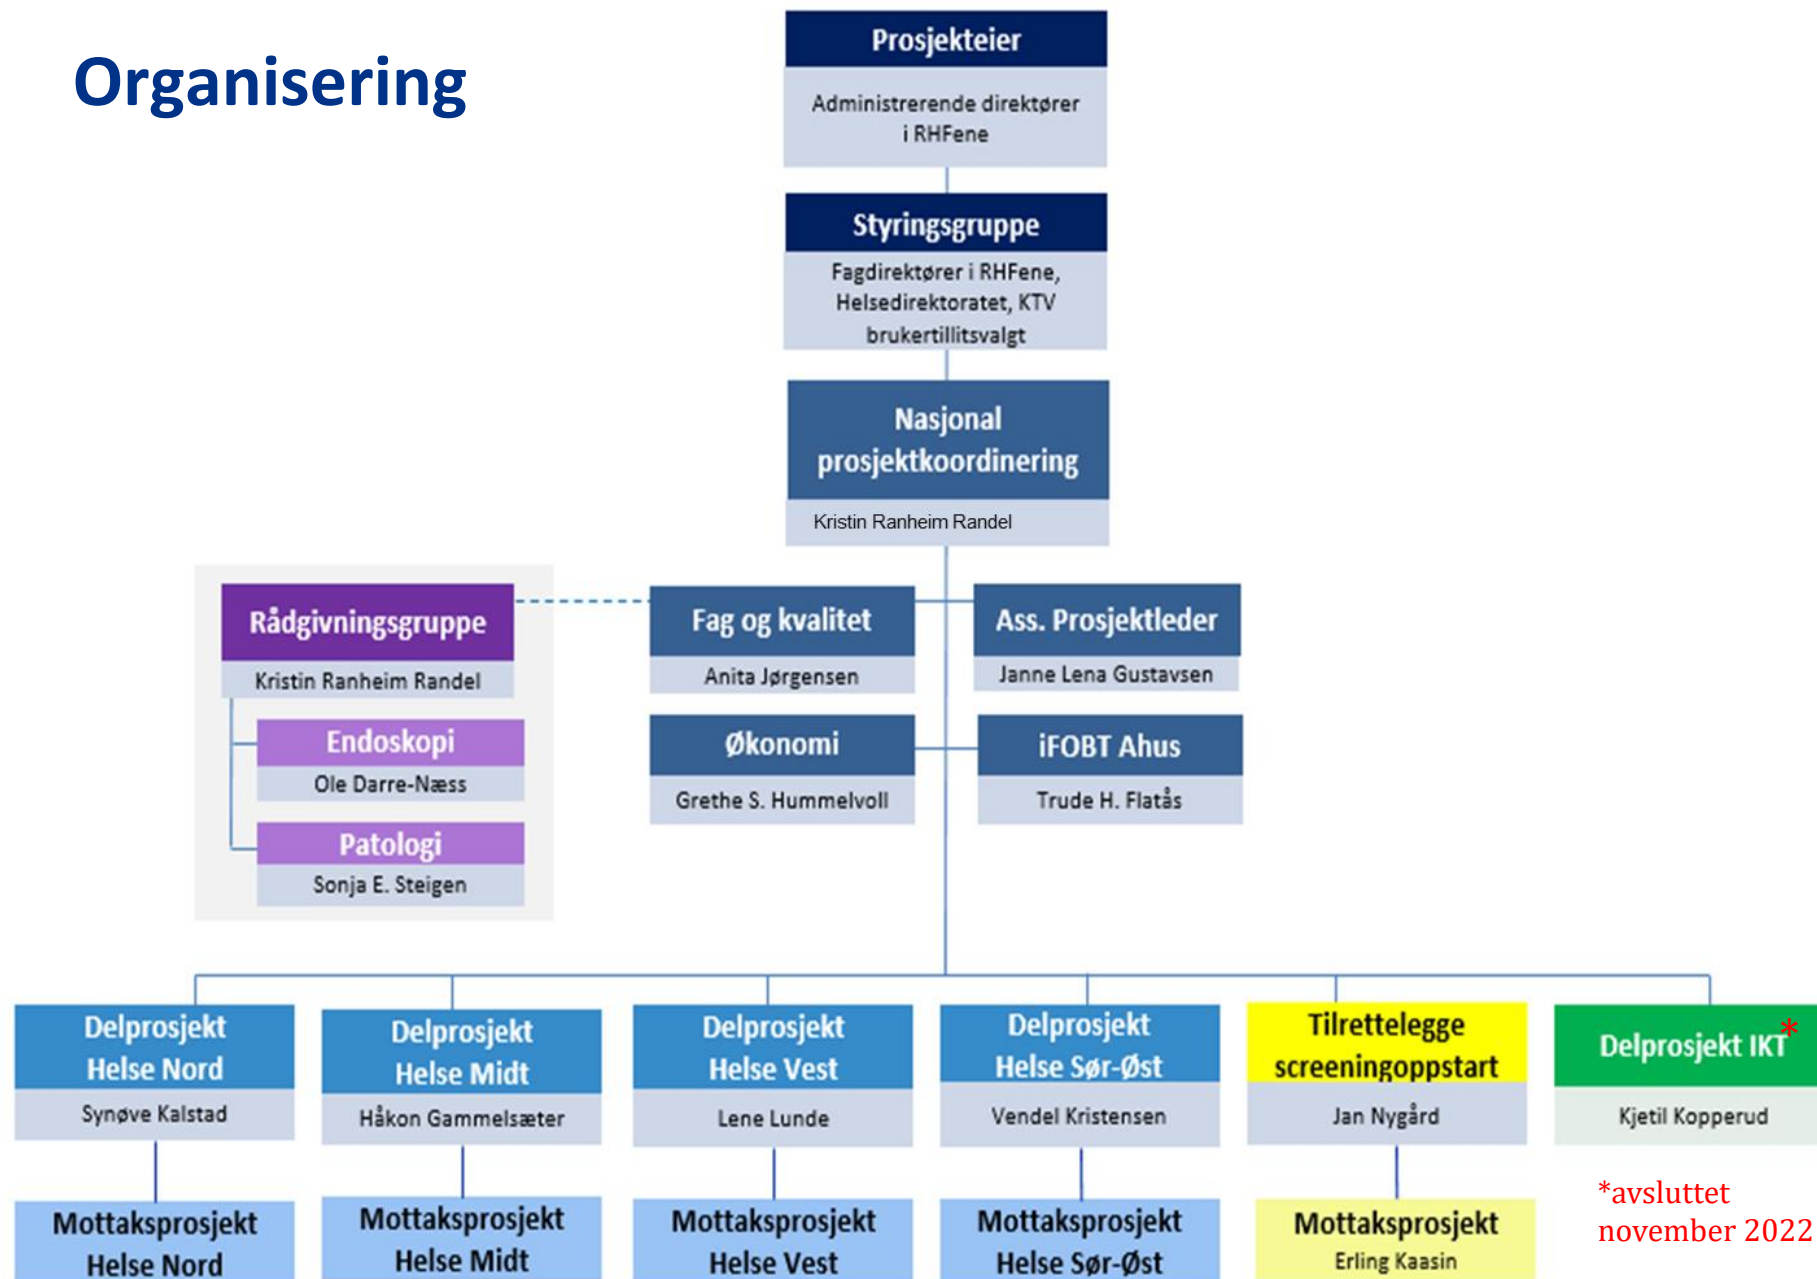 Organisering
Prosjekteier
Administrerende direktører
i RHFene
Styringsgruppe
Fagdirektører i RHFene,
Helsedirektoratet, KTV
brukertillitsvalgt
Nasjonal
prosjektkoordinering
Kristin Ranheim Randel
Rådgivningsgruppe
Kristin Ranheim Randel
Endoskopi
Ole Darre-Næss
Patologi
Sonja E. Steigen
Fag og kvalitet
Anita Jørgensen
Ass. Prosjektleder
Janne Lena Gustavsen
Økonomi
Grethe S. Hummelvoll
iFOBT Ahus
Trude H. Flatås
Delprosjekt
Helse Nord
Synøve Kalstad
Delprosjekt
Helse Midt
Håkon Gammelsæter
Delprosjekt
Helse Vest
Lene Lunde
Delprosjekt
Helse Sør-Øst
Vendel Kristensen
Tilrettelegge
screeningoppstart
Jan Nygård
Delprosjekt IKT*
Kjetil Kopperud
Mottaksprosjekt
Helse Nord
Mottaksprosjekt
Helse Midt
Mottaksprosjekt
Helse Vest
Mottaksprosjekt
Helse Sør-Øst
Mottaksprosjekt
Erling Kaasin
*avsluttet
november 2022